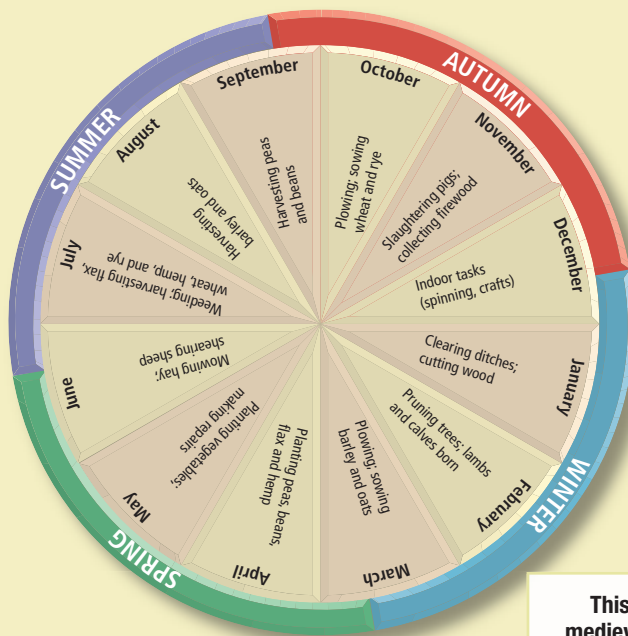 AUTUMN
October
Plowing; sowing
wheat and rye
November
Slaughtering pigs;
collecting firewood
December
Indoor tasks
(spinning, crafts)
WINTER
January
Clearing ditches;
cutting wood
February
Pruning trees; lambs
and calves born
March
Plowing; sowing
barley and oats
SPRING
April
Planting peas, beans,
flax and hemp
May
Planting vegetables;
making repairs
June
Mowing hay;
shearing sheep
SUMMER
July
Weeding; harvesting flax,
wheat, hemp, and rye
August
Harvesting
barley and oats
September
Harvesting peas
and beans
This